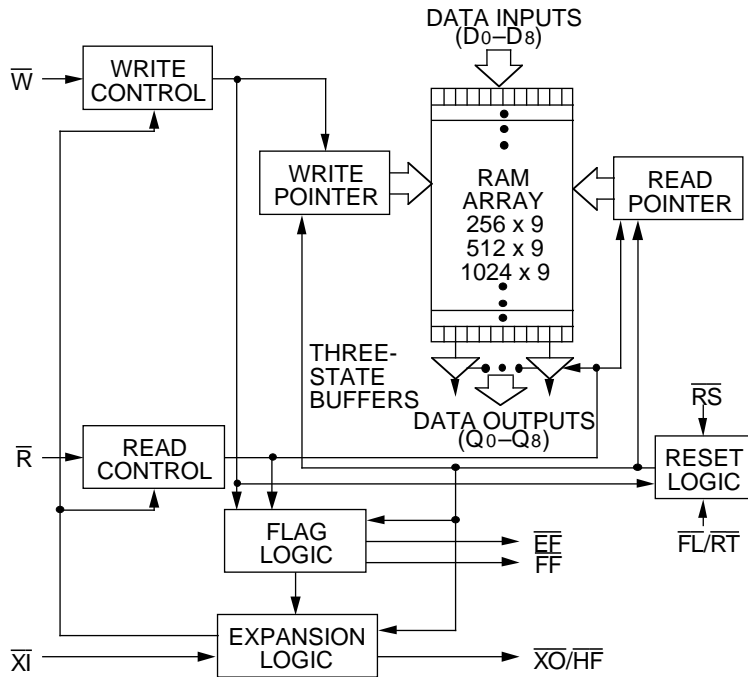 DATA INPUTS
(D0–D8)
W
WRITE
CONTROL
WRITE
POINTER
RAM
ARRAY
256 x 9
512 x 9
1024 x 9
READ
POINTER
THREE-
STATE
BUFFERS
DATA OUTPUTS
(Q0–Q8)
RS
R
READ
CONTROL
RESET
LOGIC
FLAG
LOGIC
EF
FF
FL/RT
EXPANSION
LOGIC
XI
XO/HF